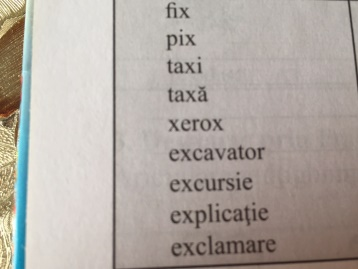 fix
pix
taxi
taxă
xerox
excavator
excursie
explicaţie
exclamare